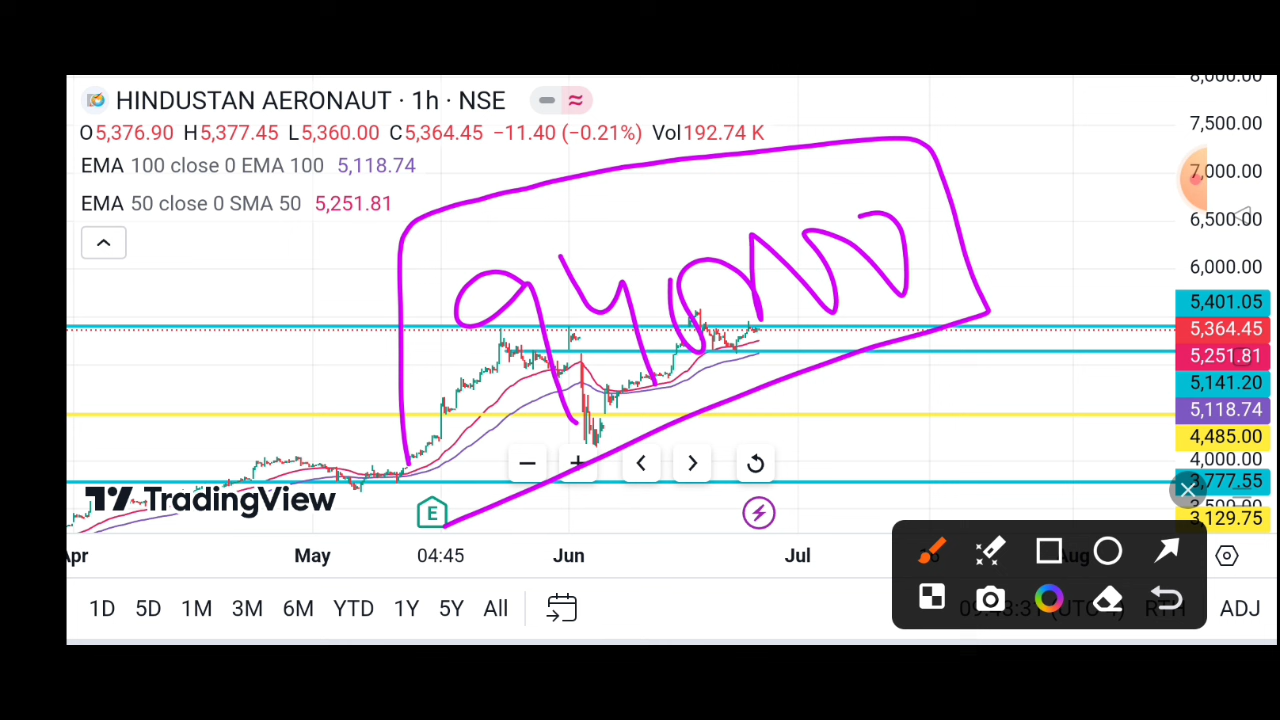 8,000.00
HINDUSTAN AERONAUT · 1h · NSE
O5,376.90 H5,377.45 L5,360.00 C5,364.45 −11.40 (−0.21%) Vol192.74 K
EMA 100 close 0 EMA 100 5,118.74
EMA 50 close 0 SMA 50 5,251.81
7,500.00
7,000.00
6,500.00
6,000.00
5,401.05
5,364.45
5,251.81
5,141.20
5,118.74
4,485.00
4,000.00
3,777.55
3,500.00
3,129.75
TradingView
E
Apr May 04:45 Jun Jul Aug
1D 5D 1M 3M 6M YTD 1Y 5Y All RTH ADJ